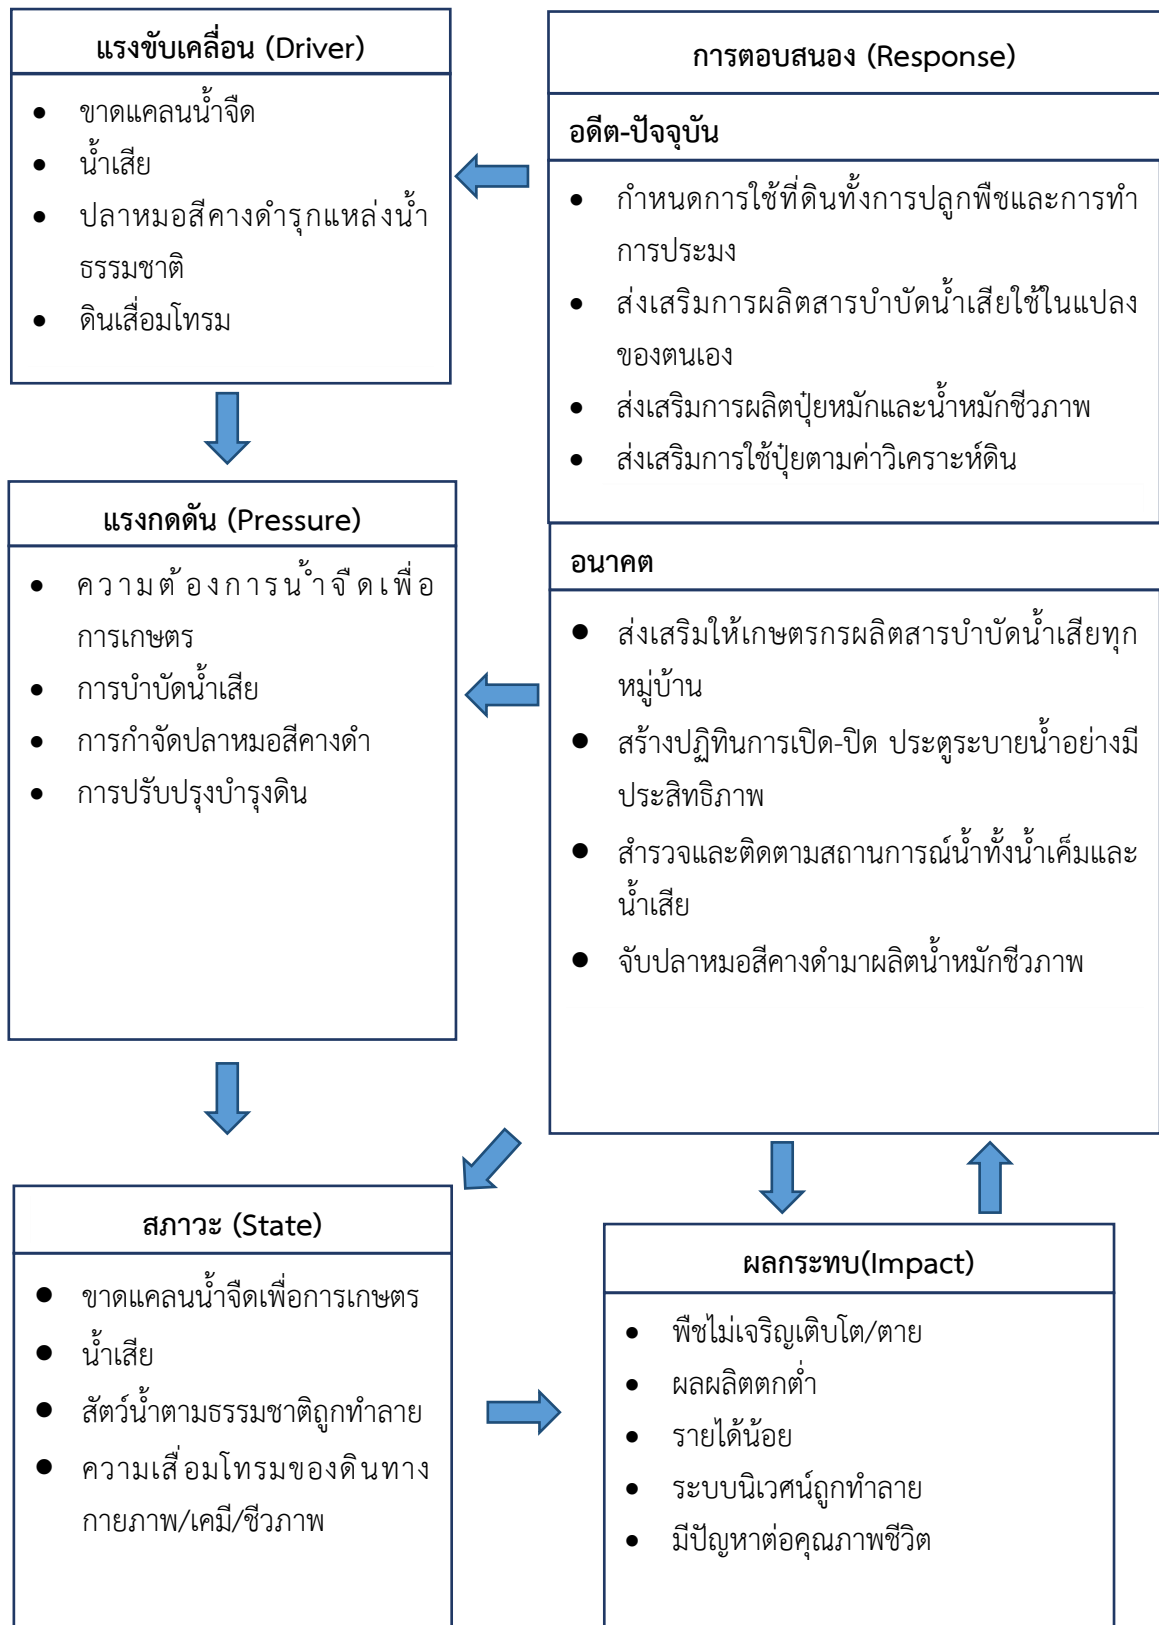 แรงขับเคลื่อน (Driver)
• ขาดแคลนน้ำจืด
• น้ำเสีย
• ปลาหมอสีคางดำรุกแหล่งน้ำ
ธรรมชาติ
• ดินเสื่อมโทรม
แรงกดดัน (Pressure)
• ความต้องการน้ำจืดเพื่อ
การเกษตร
• การบำบัดน้ำเสีย
• การกำจัดปลาหมอสีคางดำ
• การปรับปรุงบำรุงดิน
สภาวะ (State)
• ขาดแคลนน้ำจืดเพื่อการเกษตร
• น้ำเสีย
• สัตว์น้ำตามธรรมชาติถูกทำลาย
• ความเสื่อมโทรมของดินทาง
กายภาพ/เคมี/ชีวภาพ
การตอบสนอง (Response)
อดีต-ปัจจุบัน
• กำหนดการใช้ที่ดินทั้งการปลูกพืชและการทำ
การประมง
• ส่งเสริมการผลิตสารบำบัดน้ำเสียใช้ในแปลง
ของตนเอง
• ส่งเสริมการผลิตปุ๋ยหมักและน้ำหมักชีวภาพ
• ส่งเสริมการใช้ปุ๋ยตามค่าวิเคราะห์ดิน
อนาคต
• ส่งเสริมให้เกษตรกรผลิตสารบำบัดน้ำเสียทุก
หมู่บ้าน
• สร้างปฏิทินการเปิด-ปิด ประตูระบายน้ำอย่างมี
ประสิทธิภาพ
• สำรวจและติดตามสถานการณ์น้ำทั้งน้ำเค็มและ
น้ำเสีย
• จับปลาหมอสีคางดำมาผลิตน้ำหมักชีวภาพ
ผลกระทบ(Impact)
• พืชไม่เจริญเติบโต/ตาย
• ผลผลิตตกต่ำ
• รายได้น้อย
• ระบบนิเวศน์ถูกทำลาย
• มีปัญหาต่อคุณภาพชีวิต